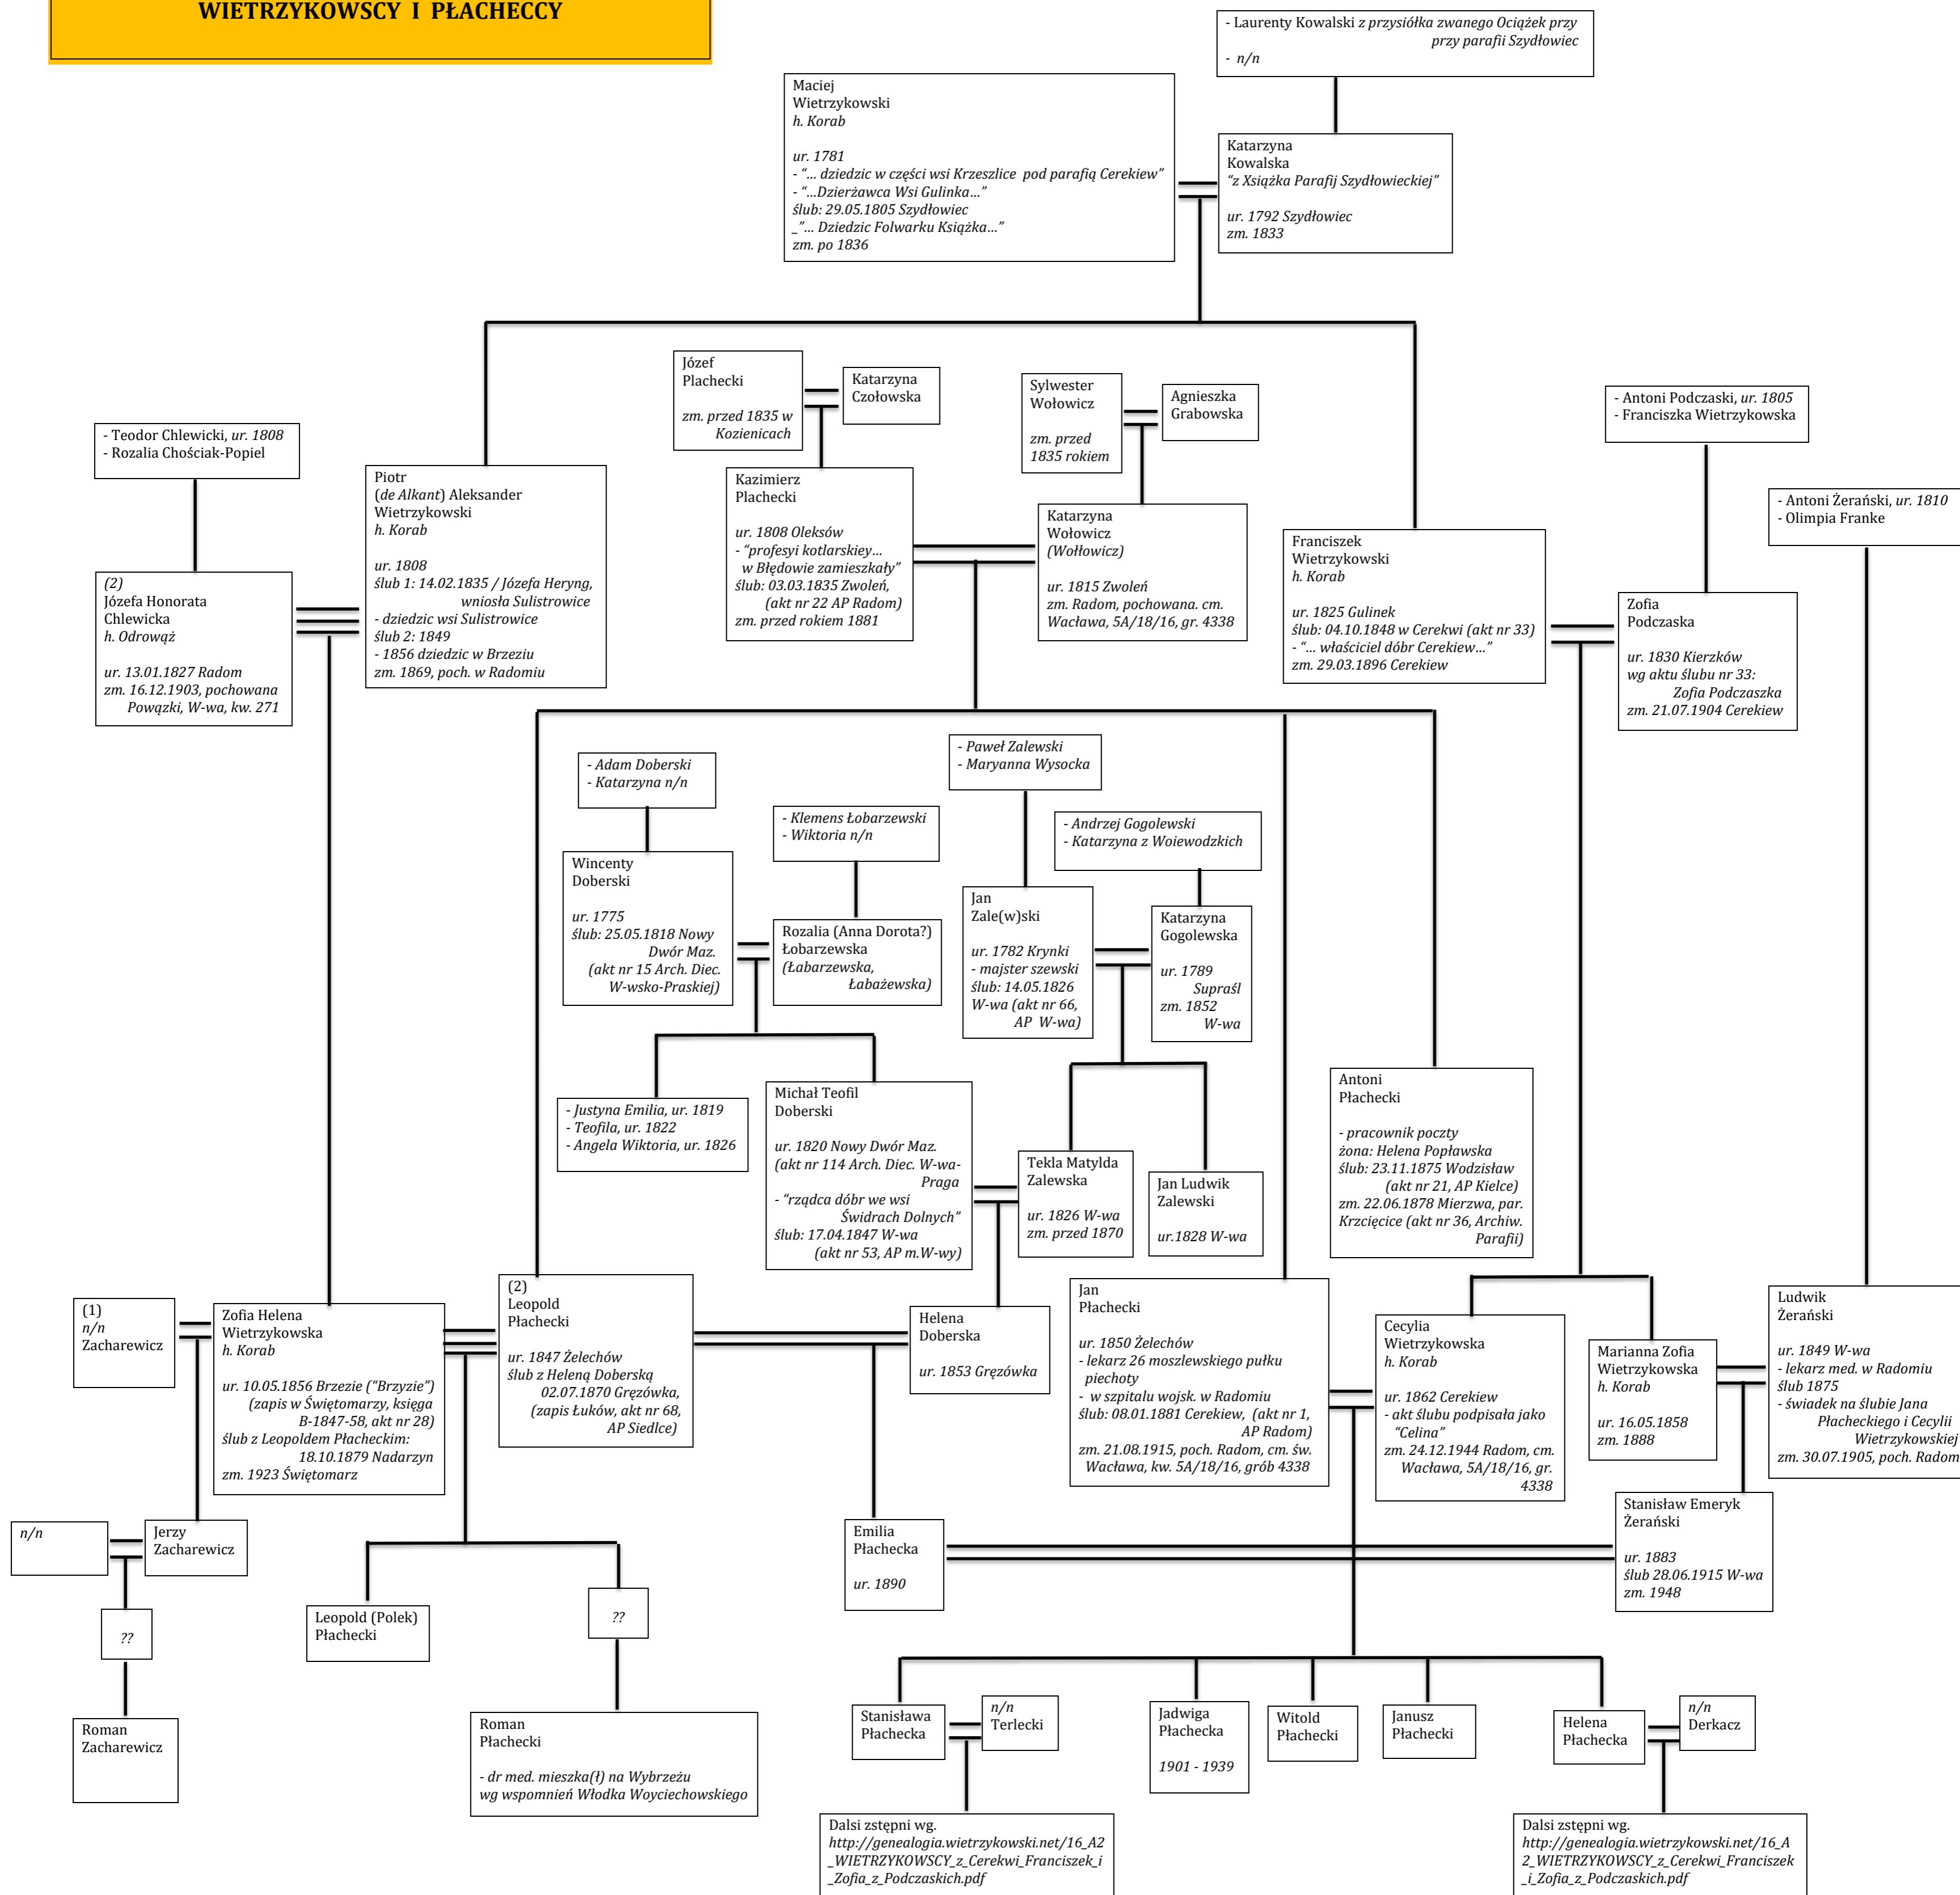 WIETRZYKOWSCY I PŁACHECCY
- Laurenty Kowalski z przysiółka zwanego Ociążek przy
przy parafii Szydłowiec
- n/n
Maciej
Wietrzykowski
h. Korab
ur. 1781
- “... dziedzic w części wsi Krzeszlice pod parafią Cerekiew”
- “...Dzierżawca Wsi Gulinka...”
ślub: 29.05.1805 Szydłowiec
_”... Dziedzic Folwarku Książka...”
zm. po 1836
Katarzyna
Kowalska
“z Xsiążka Parafij Szydłowieckiej”
ur. 1792 Szydłowiec
zm. 1833
Józef
Plachecki
zm. przed 1835 w
Kozienicach
Katarzyna
Czołowska
Sylwester
Wołowicz
zm. przed
1835 rokiem
Agnieszka
Grabowska
- Antoni Podczaski, ur. 1805
- Franciszka Wietrzykowska
- Teodor Chlewicki, ur. 1808
- Rozalia Chościak-Popiel
Piotr
(de Alkant) Aleksander
Wietrzykowski
h. Korab
ur. 1808
ślub 1: 14.02.1835 / Józefa Heryng,
wniosła Sulistrowice
- dziedzic wsi Sulistrowice
ślub 2: 1849
- 1856 dziedzic w Brzeziu
zm. 1869, poch. w Radomiu
Kazimierz
Plachecki
ur. 1808 Oleksów
- “profesyi kotlarskiey...
w Błędowie zamieszkały”
ślub: 03.03.1835 Zwoleń,
(akt nr 22 AP Radom)
zm. przed rokiem 1881
Katarzyna
Wołowicz
(Wołłowicz)
ur. 1815 Zwoleń
zm. Radom, pochowana. cm.
Wacława, 5A/18/16, gr. 4338
- Antoni Żerański, ur. 1810
- Olimpia Franke
Franciszek
Wietrzykowski
h. Korab
ur. 1825 Gulinek
ślub: 04.10.1848 w Cerekwi (akt nr 33)
- “... właściciel dóbr Cerekiew...”
zm. 29.03.1896 Cerekiew
(2)
Józefa Honorata
Chlewicka
h. Odrowąż
ur. 13.01.1827 Radom
zm. 16.12.1903, pochowana
Powązki, W-wa, kw. 271
Zofia
Podczaska
ur. 1830 Kierzków
wg aktu ślubu nr 33:
Zofia Podczaszka
zm. 21.07.1904 Cerekiew
- Adam Doberski
- Katarzyna n/n
- Paweł Zalewski
- Maryanna Wysocka
- Klemens Łobarzewski
- Wiktoria n/n
- Andrzej Gogolewski
- Katarzyna z Woiewodzkich
Wincenty
Doberski
ur. 1775
ślub: 25.05.1818 Nowy
Dwór Maz.
(akt nr 15 Arch. Diec.
W-wsko-Praskiej)
Rozalia (Anna Dorota?)
Łobarzewska
(Łabarzewska,
Łabażewska)
Jan
Zale(w)ski
ur. 1782 Krynki
- majster szewski
ślub: 14.05.1826
W-wa (akt nr 66,
AP W-wa)
Katarzyna
Gogolewska
ur. 1789
Supraśl
zm. 1852
W-wa
- Justyna Emilia, ur. 1819
- Teofila, ur. 1822
- Angela Wiktoria, ur. 1826
Michał Teofil
Doberski
ur. 1820 Nowy Dwór Maz.
(akt nr 114 Arch. Diec. W-wa-
Praga
- “rządca dóbr we wsi
Świdrach Dolnych”
ślub: 17.04.1847 W-wa
(akt nr 53, AP m.W-wy)
Tekla Matylda
Zalewska
ur. 1826 W-wa
zm. przed 1870
Jan Ludwik
Zalewski
ur.1828 W-wa
Antoni
Płachecki
- pracownik poczty
żona: Helena Popławska
ślub: 23.11.1875 Wodzisław
(akt nr 21, AP Kielce)
zm. 22.06.1878 Mierzwa, par.
Krzcięcice (akt nr 36, Archiw.
Parafii)
(1)
n/n
Zacharewicz
Zofia Helena
Wietrzykowska
h. Korab
ur. 10.05.1856 Brzezie (“Brzyzie”)
(zapis w Świętomarzy, księga
B-1847-58, akt nr 28)
ślub z Leopoldem Płacheckim:
18.10.1879 Nadarzyn
zm. 1923 Świętomarz
(2)
Leopold
Płachecki
ur. 1847 Żelechów
ślub z Heleną Doberską
02.07.1870 Gręzówka,
(zapis Łuków, akt nr 68,
AP Siedlce)
Helena
Doberska
ur. 1853 Gręzówka
Jan
Płachecki
ur. 1850 Żelechów
- lekarz 26 moszlewskiego pułku
piechoty
- w szpitalu wojsk. w Radomiu
ślub: 08.01.1881 Cerekiew, (akt nr 1,
AP Radom)
zm. 21.08.1915, poch. Radom, cm. św.
Wacława, kw. 5A/18/16, grób 4338
Cecylia
Wietrzykowska
h. Korab
ur. 1862 Cerekiew
- akt ślubu podpisała jako
“Celina”
zm. 24.12.1944 Radom, cm.
Wacława, 5A/18/16, gr.
4338
Marianna Zofia
Wietrzykowska
h. Korab
ur. 16.05.1858
zm. 1888
Ludwik
Żerański
ur. 1849 W-wa
- lekarz med. w Radomiu
ślub 1875
- świadek na ślubie Jana
Płacheckiego i Cecylii
Wietrzykowskiej
zm. 30.07.1905, poch. Radom
n/n
Jerzy
Zacharewicz
Emilia
Płachecka
ur. 1890
Stanisław Emeryk
Żerański
ur. 1883
ślub 28.06.1915 W-wa
zm. 1948
??
Leopold (Polek)
Płachecki
??
Roman
Zacharewicz
Roman
Płachecki
- dr med. mieszka(ł) na Wybrzeżu
wg wspomnień Włodka Woyciechowskiego
Stanisława
Płachecka
n/n
Terlecki
Jadwiga
Płachecka
1901 - 1939
Witold
Płachecki
Janusz
Płachecki
Helena
Płachecka
n/n
Derkacz
Dalsi zstępni wg.
http://genealogia.wietrzykowski.net/16_A2
_WIETRZYKOWSCY_z_Cerekwi_Franciszek_i
_Zofia_z_Podczaskich.pdf
Dalsi zstępni wg.
http://genealogia.wietrzykowski.net/16_A
2_WIETRZYKOWSCY_z_Cerekwi_Franciszek
_i_Zofia_z_Podczaskich.pdf